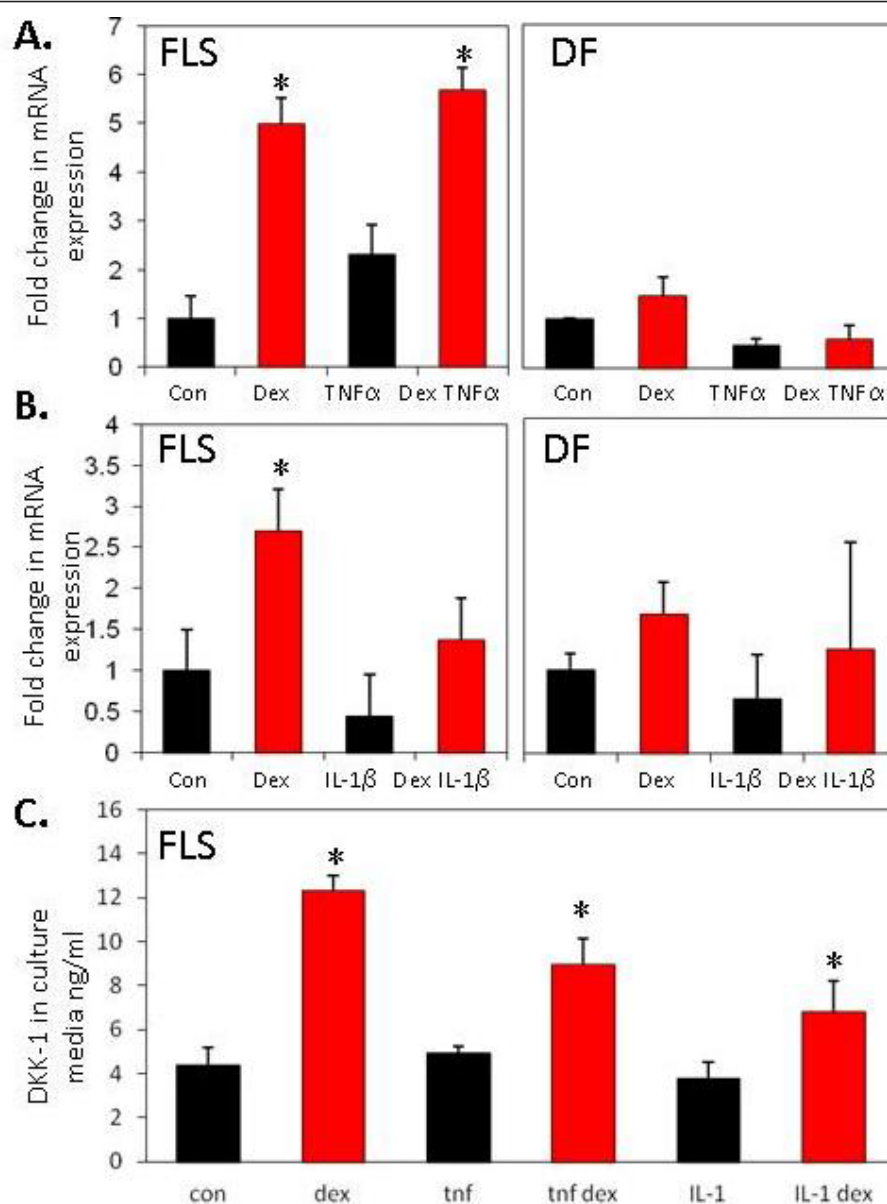 A.
FLS
DF
Fold change in mRNA
expression
7
6
5
4
3
2
1
0
* *
Con Dex TNFα Dex TNFα
Con Dex TNFα Dex TNFα
B.
FLS
DF
Fold change in mRNA
expression
4
3.5
3
2.5
2
1.5
1
0.5
0
*
Con Dex IL-1β Dex IL-1β
Con Dex IL-1β Dex IL-1β
C.
FLS
DKK-1 in culture
media ng/ml
16
14
12
10
8
6
4
2
0
* * *
con dex tnf tnf dex IL-1 IL-1 dex